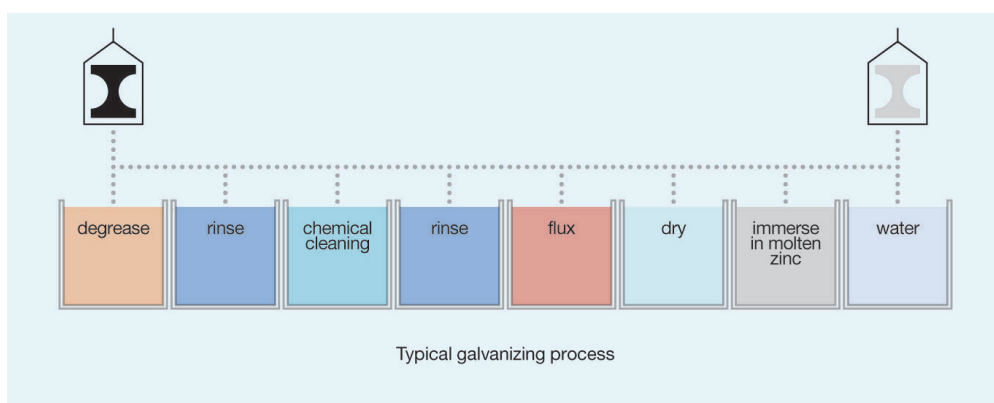 degrease
rinse
chemical
cleaning
rinse
flux
dry
immerse
in molten
zinc
water
Typical galvanizing process